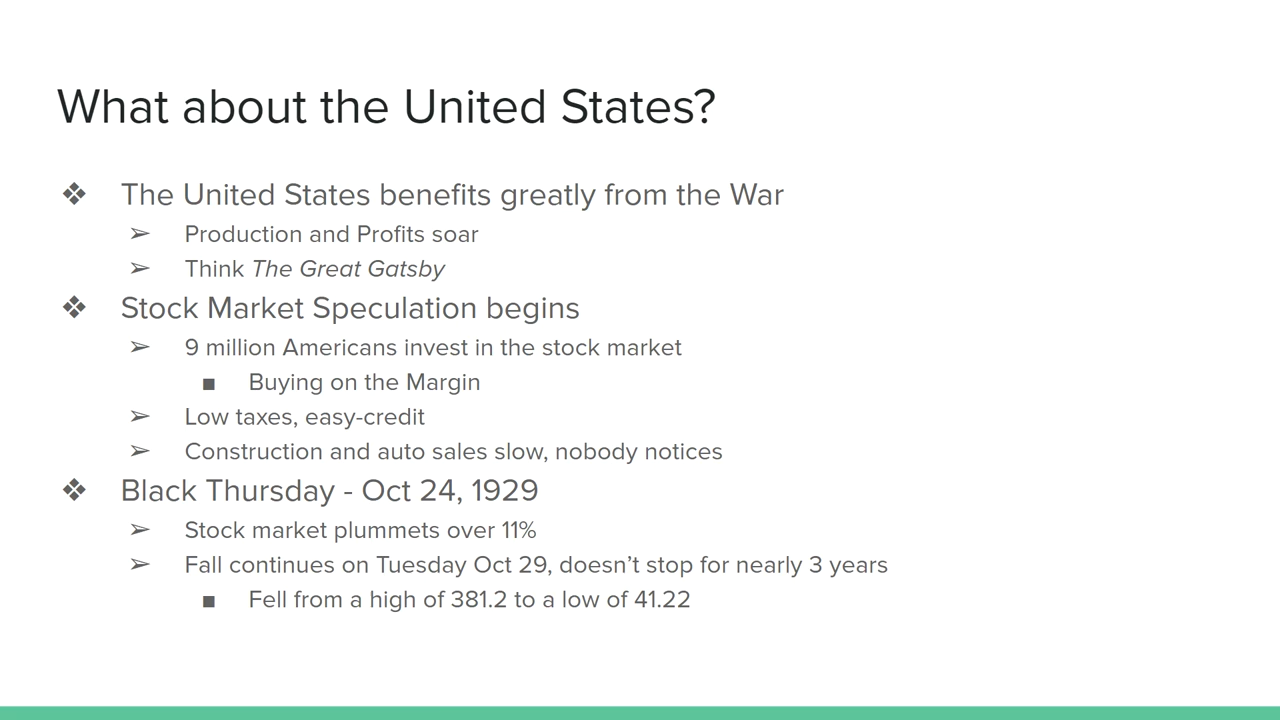 What about the United States?
❖ The United States benefits greatly from the War
➢ Production and Profits soar
➢ Think The Great Gatsby
❖ Stock Market Speculation begins
➢ 9 million Americans invest in the stock market
■ Buying on the Margin
➢ Low taxes, easy-credit
➢ Construction and auto sales slow, nobody notices
❖ Black Thursday - Oct 24, 1929
➢ Stock market plummets over 11%
➢ Fall continues on Tuesday Oct 29, doesn’t stop for nearly 3 years
■ Fell from a high of 381.2 to a low of 41.22